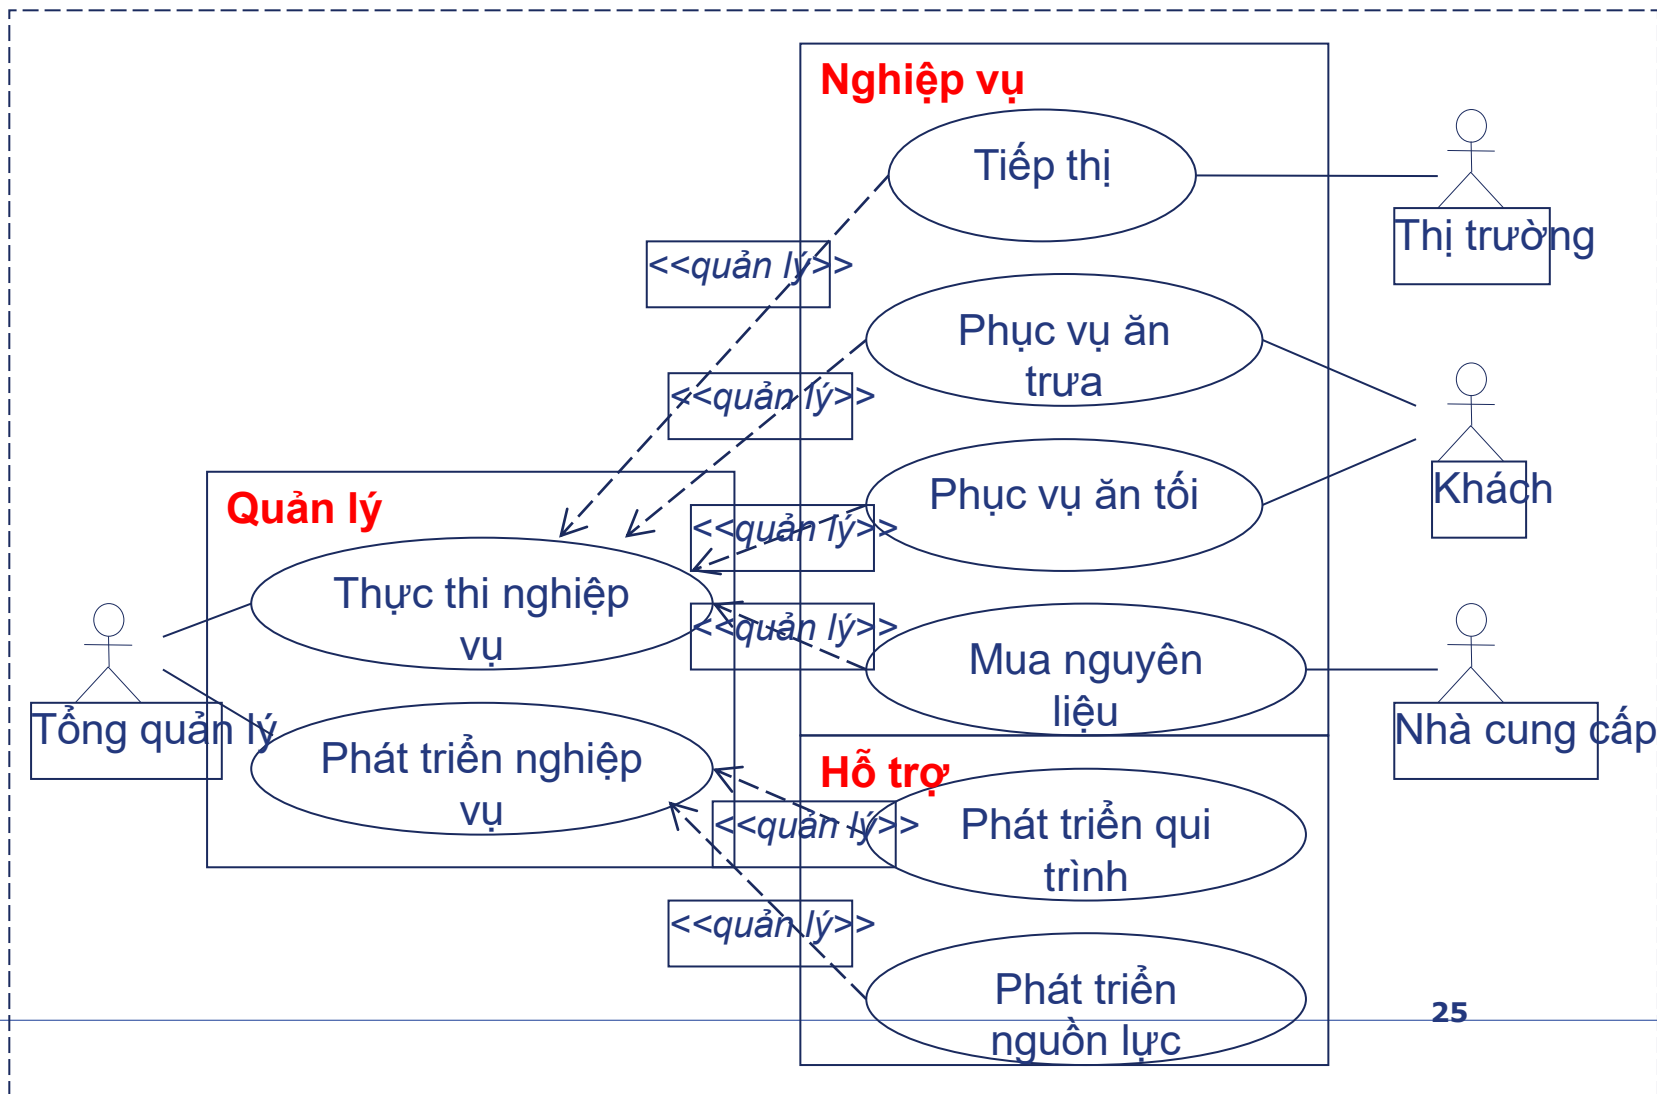 Nghiệp vụ
Tiếp thị
Thị trường
<<quản lý>>
Phục vụ ăn
trưa
<<quản lý>>
Khách
Phục vụ ăn tối
<<quản lý>>
Quản lý
Thực thi nghiệp
vụ
<<quản lý>>
Mua nguyên
liệu
Tổng quản lý
Nhà cung cấp
Phát triển nghiệp
vụ
Hỗ trợ
<<quản lý>>
Phát triển qui
trình
<<quản lý>>
Phát triển
nguồn lực
25